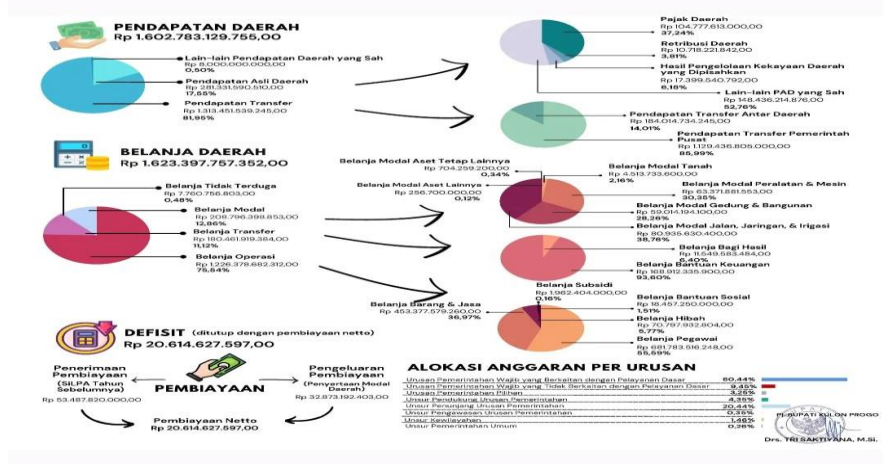 PENDAPATAN DAERAH
Rp 1.602.783.129.755,00
Lain-lain Pendapatan Daerah yang Sah
Rp 8.000.000.000,00
0,50%
Pendapatan Asli Daerah
Rp 281.331.590.510,00
17,55%
Pendapatan Transfer
Rp 1.313.451.539.245,00
81,95%
Pajak Daerah
Rp 104.777.613.000,00
37,24%
Retribusi Daerah
Rp 10.718.221.842,00
3,81%
Hasil Pengelolaan Kekayaan Daerah
yang Dipisahkan
Rp 17.399.540.792,00
6,18%
Lain-lain PAD yang Sah
Rp 148.436.214.876,00
52,76%
Pendapatan Transfer Antar Daerah
Rp 184.014.734.245,00
14,01%
Pendapatan Transfer Pemerintah
Pusat
Rp 1.129.436.805.000,00
85,99%
BELANJA DAERAH
Rp 1.623.397.757.352,00
Belanja Tidak Terduga
Rp 7.760.756.803,00
0,48%
Belanja Modal
Rp 208.796.398.853,00
12,86%
Belanja Transfer
Rp 180.461.919.384,00
11,12%
Belanja Operasi
Rp 1.226.378.682.312,00
75,54%
Belanja Modal Aset Tetap Lainnya
Rp 704.259.200,00
0,34%
Belanja Modal Aset Lainnya
Rp 256.700.000,00
0,12%
Belanja Modal Tanah
Rp 4.513.733.600,00
2,16%
Belanja Modal Peralatan & Mesin
Rp 63.371.881.553,00
30,35%
Belanja Modal Gedung & Bangunan
Rp 59.014.194.100,00
28,26%
Belanja Modal Jalan, Jaringan, & Irigasi
Rp 80.935.630.400,00
38,76%
Belanja Bagi Hasil
Rp 11.549.583.484,00
6,40%
Belanja Bantuan Keuangan
Rp 168.912.335.900,00
93,60%
Belanja Subsidi
Rp 1.962.404.000,00
0,16%
Belanja Barang & Jasa
Rp 453.377.579.260,00
36,97%
Belanja Bantuan Sosial
Rp 18.457.250.000,00
1,51%
Belanja Hibah
Rp 70.797.932.804,00
5,77%
Belanja Pegawai
Rp 681.783.516.248,00
55,59%
DEFISIT (ditutup dengan pembiayaan netto)
Rp 20.614.627.597,00
Penerimaan
Pembiayaan
(SiLPA Tahun
Sebelumnya)
Rp 53.487.820.000,00
PEMBIAYAAN
Pengeluaran
Pembiayaan
(Penyertaan Modal
Daerah)
Rp 32.873.192.403,00
Pembiayaan Netto
Rp 20.614.627.597,00
ALOKASI ANGGARAN PER URUSAN
Urusan Pemerintahan Wajib yang Berkaitan dengan Pelayanan Dasar 60,44%
Urusan Pemerintahan Wajib yang Tidak Berkaitan dengan Pelayanan Dasar 9,45%
Urusan Pemerintahan Pilihan 3,25%
Unsur Pendukung Urusan Pemerintahan 4,35%
Unsur Penunjang Urusan Pemerintahan 20,44%
Unsur Pengawasan Urusan Pemerintahan 0,35%
Unsur Kewilayahan 1,46%
Unsur Pemerintahan Umum 0,26%
Pj.BUPATI KULON PROGO
Drs. TRI SAKTIYANA, M.Si.